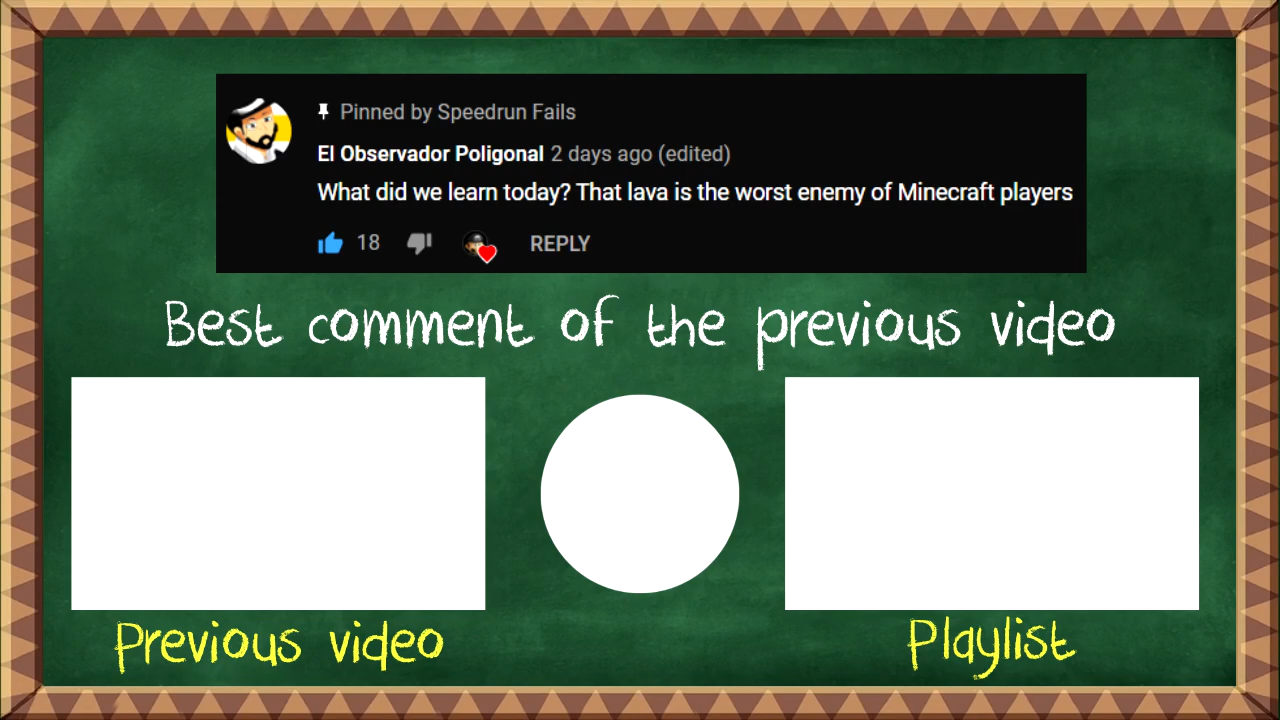 Pinned by Speedrun Fails
El Observador Poligonal 2 days ago (edited)
What did we learn today? That lava is the worst enemy of Minecraft players
18 REPLY
Best comment of the previous video
Previous video
Playlist